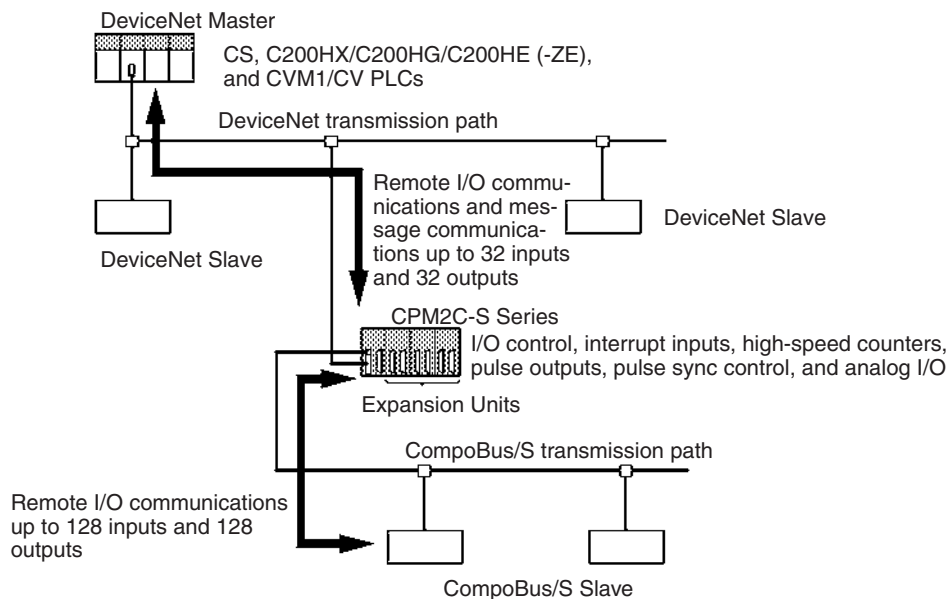 DeviceNet Master
CS, C200HX/C200HG/C200HE (-ZE),
and CVM1/CV PLCs
DeviceNet transmission path
Remote I/O commu-
nications and mes-
sage communica-
tions up to 32 inputs
and 32 outputs
DeviceNet Slave
DeviceNet Slave
CPM2C-S Series
I/O control, interrupt inputs, high-speed counters,
pulse outputs, pulse sync control, and analog I/O
Expansion Units
CompoBus/S transmission path
Remote I/O communications
up to 128 inputs and 128
outputs
CompoBus/S Slave